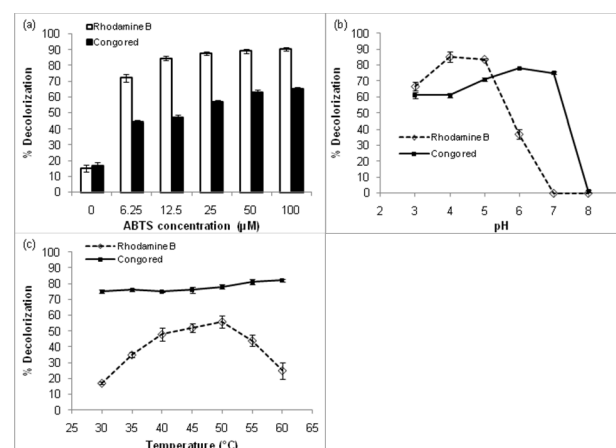 (a)
Rhodamine B
Congored
% Decolorization
100
90
80
70
60
50
40
30
20
10
0
0 6.25 12.5 25 50 100
ABTS concentration (µM)
(b)
% Decolorization
100
90
80
70
60
50
40
30
20
10
0
Rhodamine B
Congored
2 3 4 5 6 7 8
pH
(c)
Rhodamine B
Congored
% Decolorization
100
90
80
70
60
50
40
30
20
10
0
25 30 35 40 45 50 55 60 65
Temperature (°C)